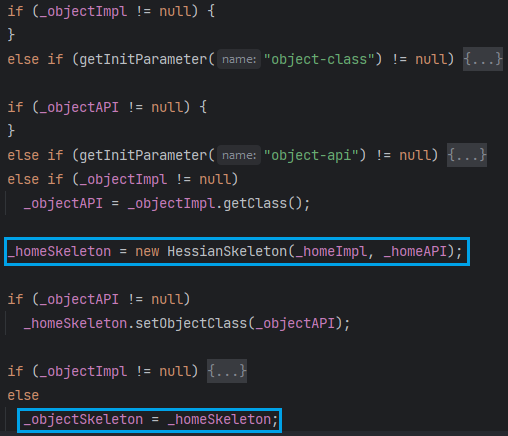 if (_objectImpl != null) {
}
else if (getInitParameter( name: "object-class") != null) {...}
if (_objectAPI != null) {
}
else if (getInitParameter( name: "object-api") != null) {...}
else if (_objectImpl != null)
_objectAPI = _objectImpl.getClass();
_homeSkeleton = new HessianSkeleton(_homeImpl, _homeAPI);
if (_objectAPI != null)
_homeSkeleton.setObjectClass(_objectAPI);
if (_objectImpl != null) {...}
else
_objectSkeleton = _homeSkeleton;